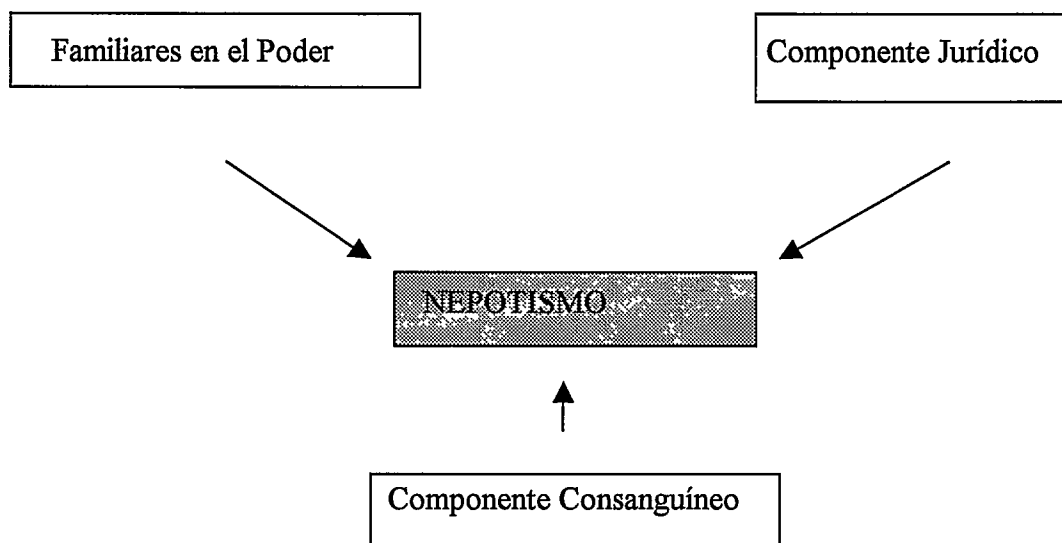 Familiares en el Poder
Componente Jurídico
NEPOTISMO
Componente Consanguíneo